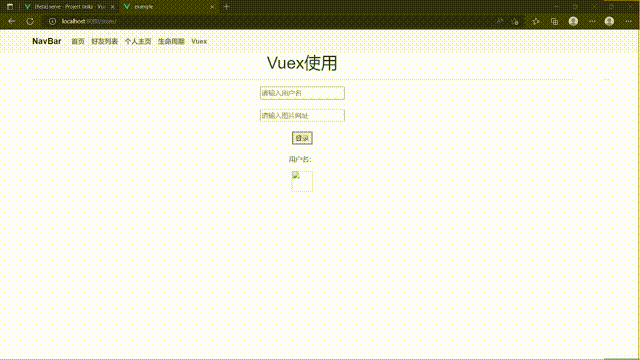 (Beta) serve - Project tasks - Vue
example
localhost:8080/store/
NavBar 首页 好友列表 个人主页 生命周期 Vuex
Vuex使用
请输入用户名
请输入图片网址
登录
用户名: